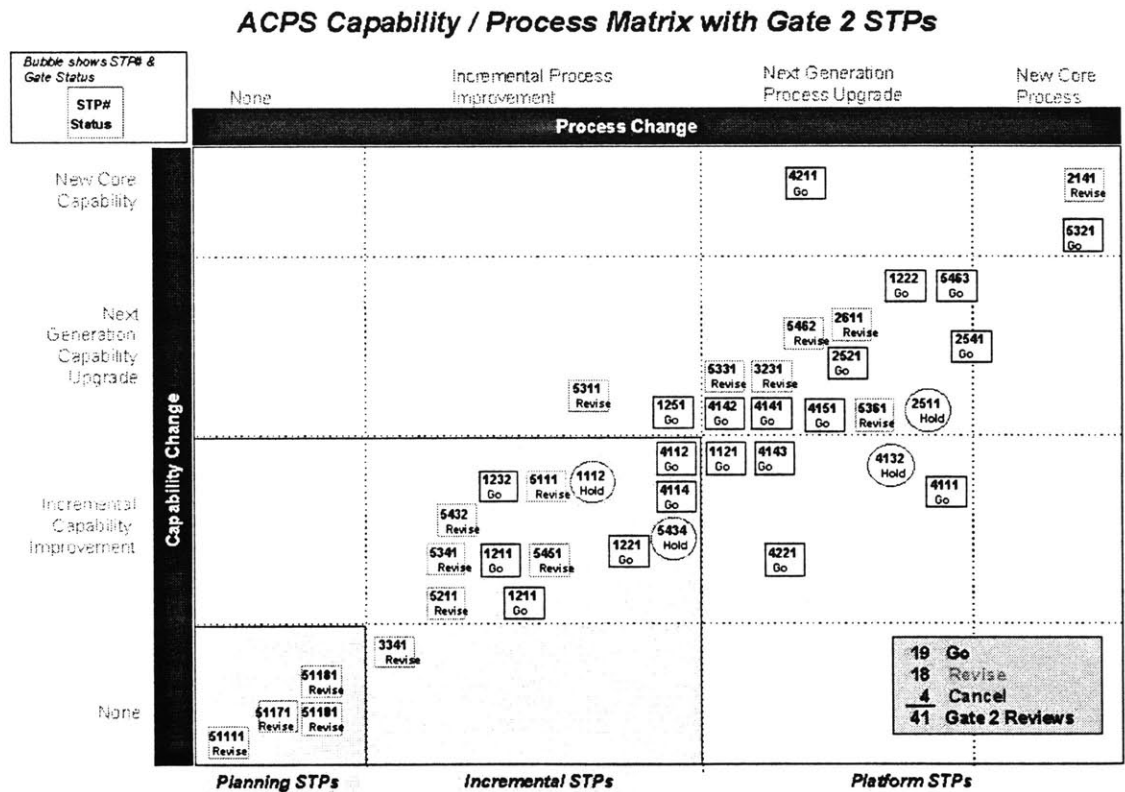 ACPS Capability / Process Matrix with Gate 2 STPs
Bubble shows STP# &
Gate Status
STP#
Status
None
Incremental Process
Improvement
Next Generation
Process Upgrade
New Core
Process
Process Change
Capability Change
New Core
Capability
4211
Go
2141
Revise
5321
Go
Next
Generation
Capability
Upgrade
1222
Go
5463
Go
5462
Revise
2611
Revise
2541
Go
2521
Go
5331
Revise
3231
Revise
5311
Revise
1251
Go
4142
Go
4141
Go
4151
Go
5361
Revise
2511
Hold
Incremental
Capability
Improvement
4112
Go
1121
Go
4143
Go
4132
Hold
1232
Go
5111
Revise
1112
Hold
4114
Go
4111
Go
5432
Revise
5434
Hold
5341
Revise
1211
Go
5451
Revise
1221
Go
4221
Go
5211
Revise
1211
Go
None
3341
Revise
51181
Revise
51171
Revise
51181
Revise
51111
Revise
19 Go
18 Revise
4 Cancel
41 Gate 2 Reviews
Planning STPs
Incremental STPs
Platform STPs